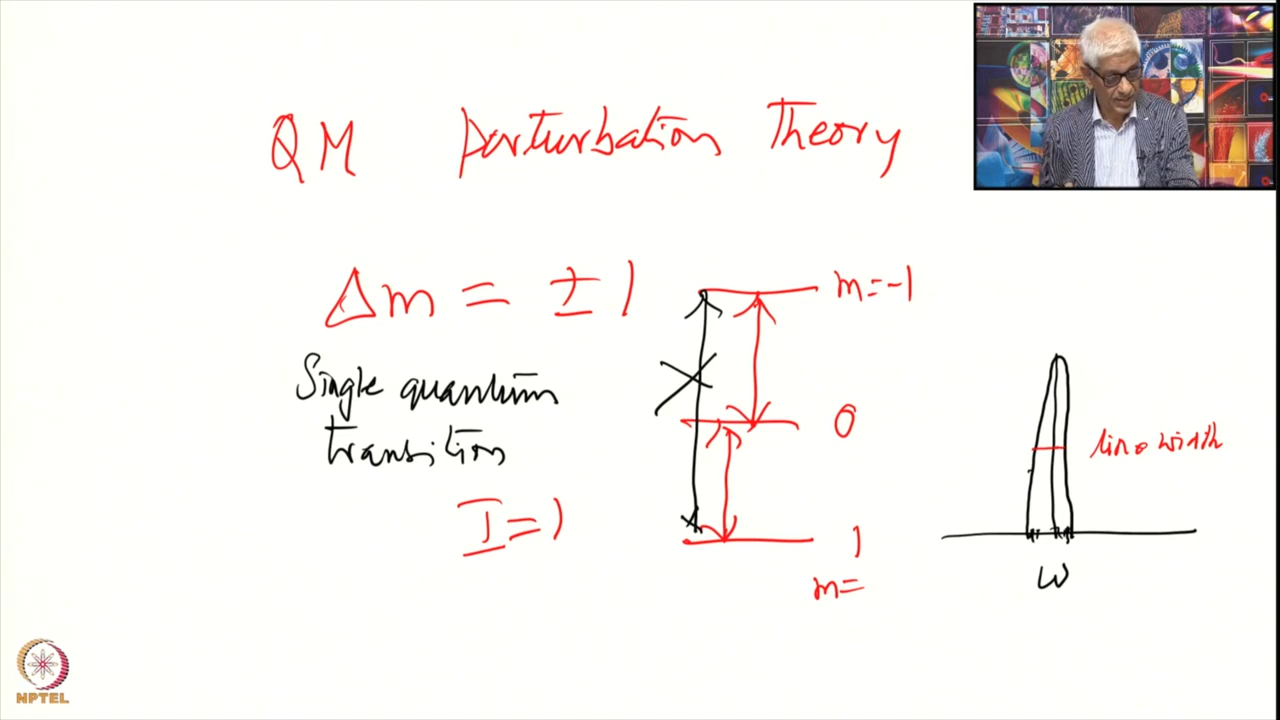 QM Perturbation Theory
Δm = ±1
m=-1
Single quantum
transition
0
line width
I=1
1
m=
ω
NPTEL